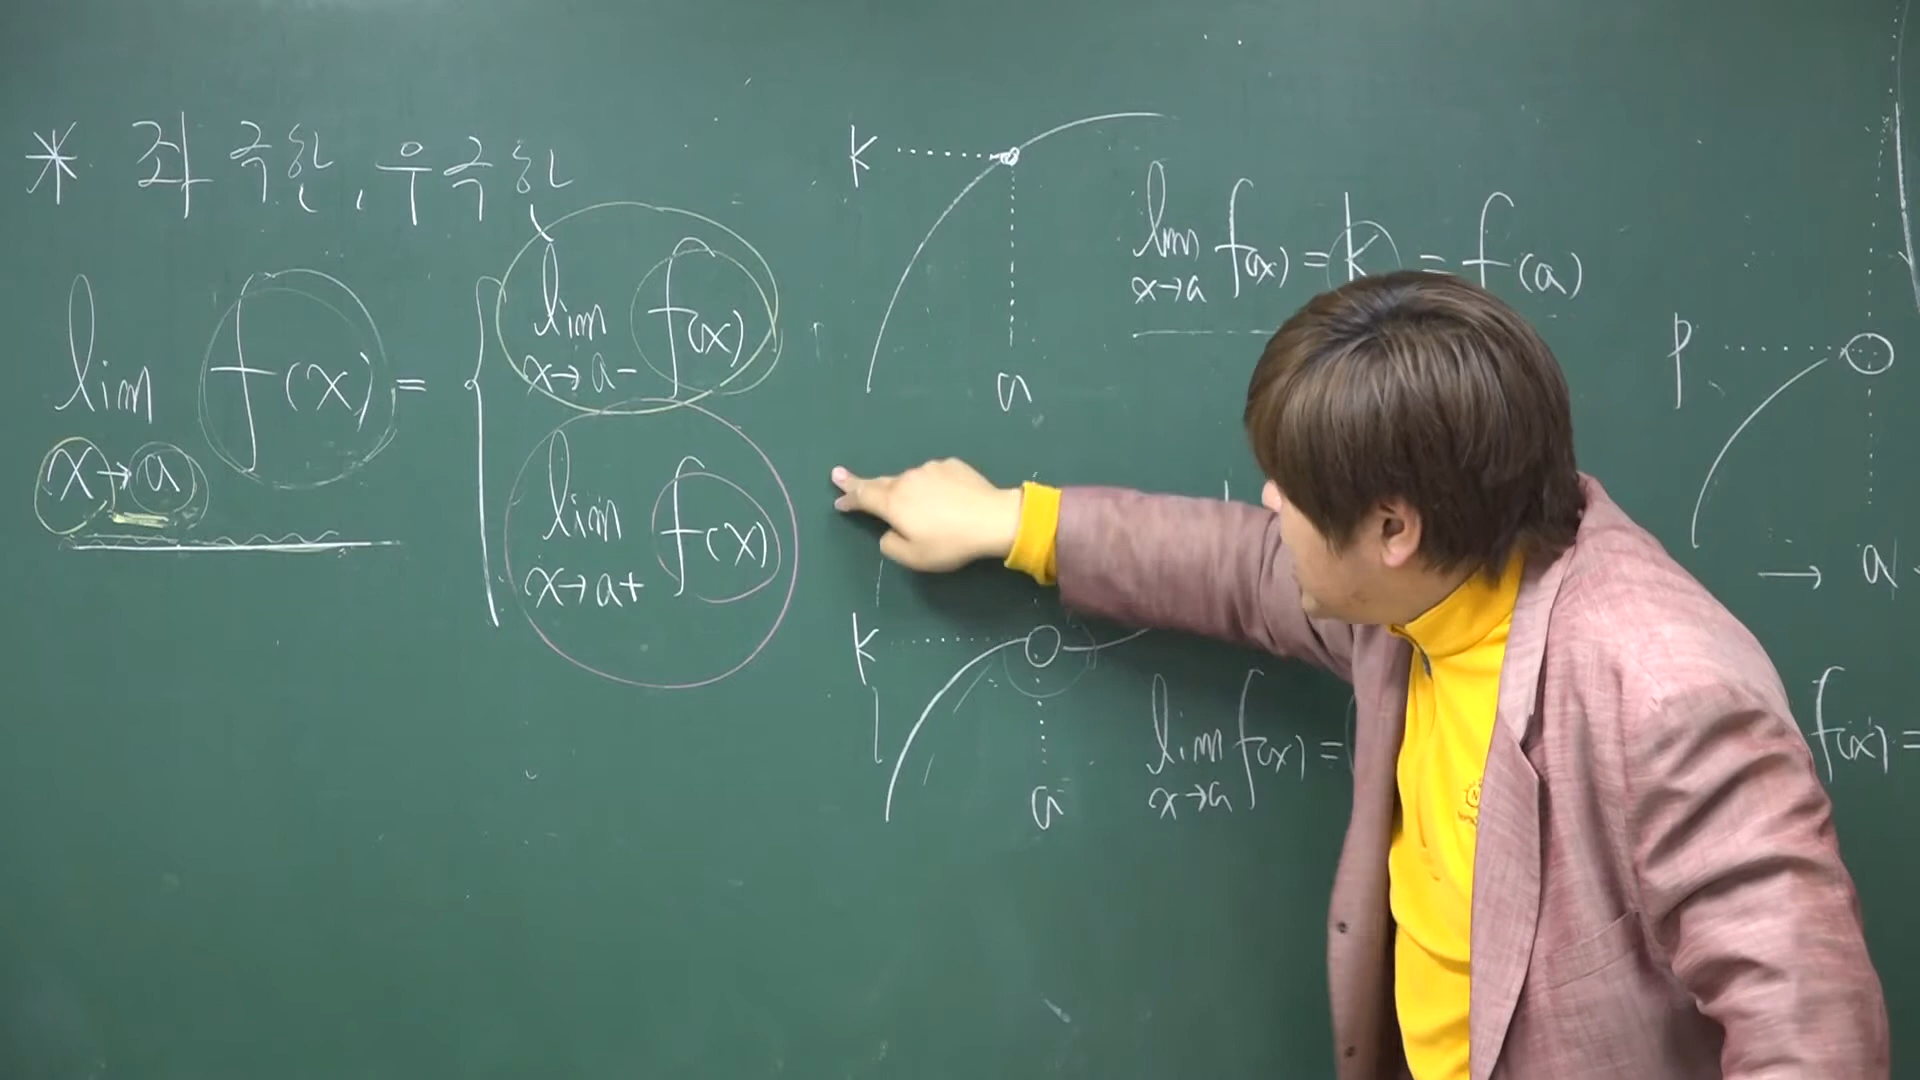 * 좌극한, 우극한
lim f(x) =
x→a
lim f(x)
x→a-
lim f(x)
x→a+
k
a
lim f(x) = k = f(a)
x→a
k
a
lim f(x) =
x→a
p
→ a
f(x) =